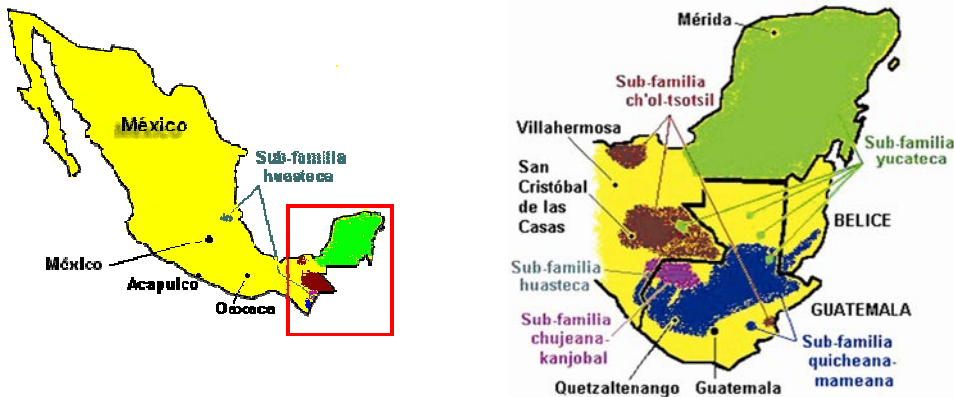 México
Sub-familia
huasteca
México
Acapulco
Oaxaca
Mérida
Sub-familia
ch'ol-tsotsil
Villahermosa
Sub-familia
yucateca
San
Cristóbal
de las
Casas
BELICE
Sub-familia
huasteca
GUATEMALA
Sub-familia
chujeana-
kanjobal
Sub-familia
quicheana-
mameana
Quetzaltenango
Guatemala